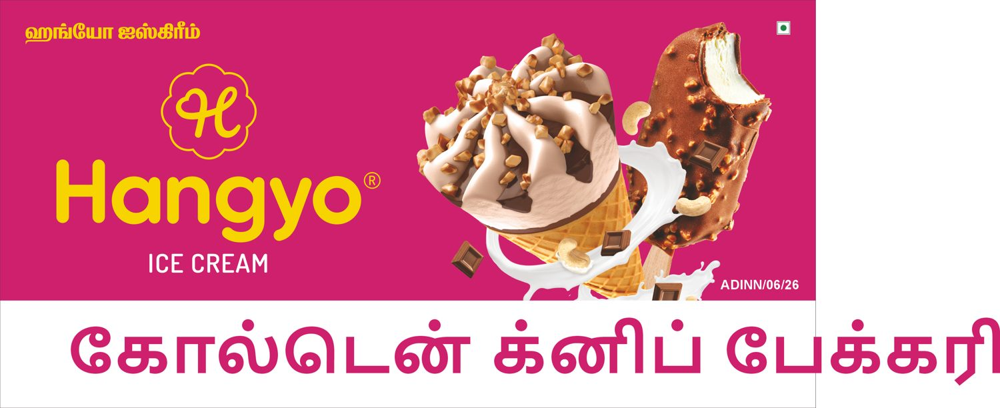 ஹங்யோ ஐஸ்கிரீம்
H
Hangyo®
ICE CREAM
ADINN/06/26
கோல்டென் க்னிப் பேக்கரி